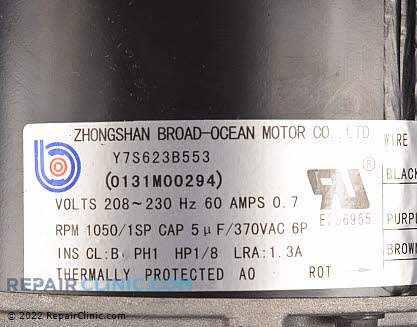 ZHONGSHAN BROAD-OCEAN MOTOR CO., LTD.
Y7S623B553
(0131M00294)
VOLTS 208~230 Hz 60 AMPS 0.7
RPM 1050/1SP CAP 5μF/370VAC 6P
INS CL:B PH1 HP1/8 LRA:1.3A
THERMALLY PROTECTED AO ROT
E236965
®
WIRE
BLACK
PURPL
BROWN
REPAIRCLINIC.COM
© 2022 RepairClinic.com